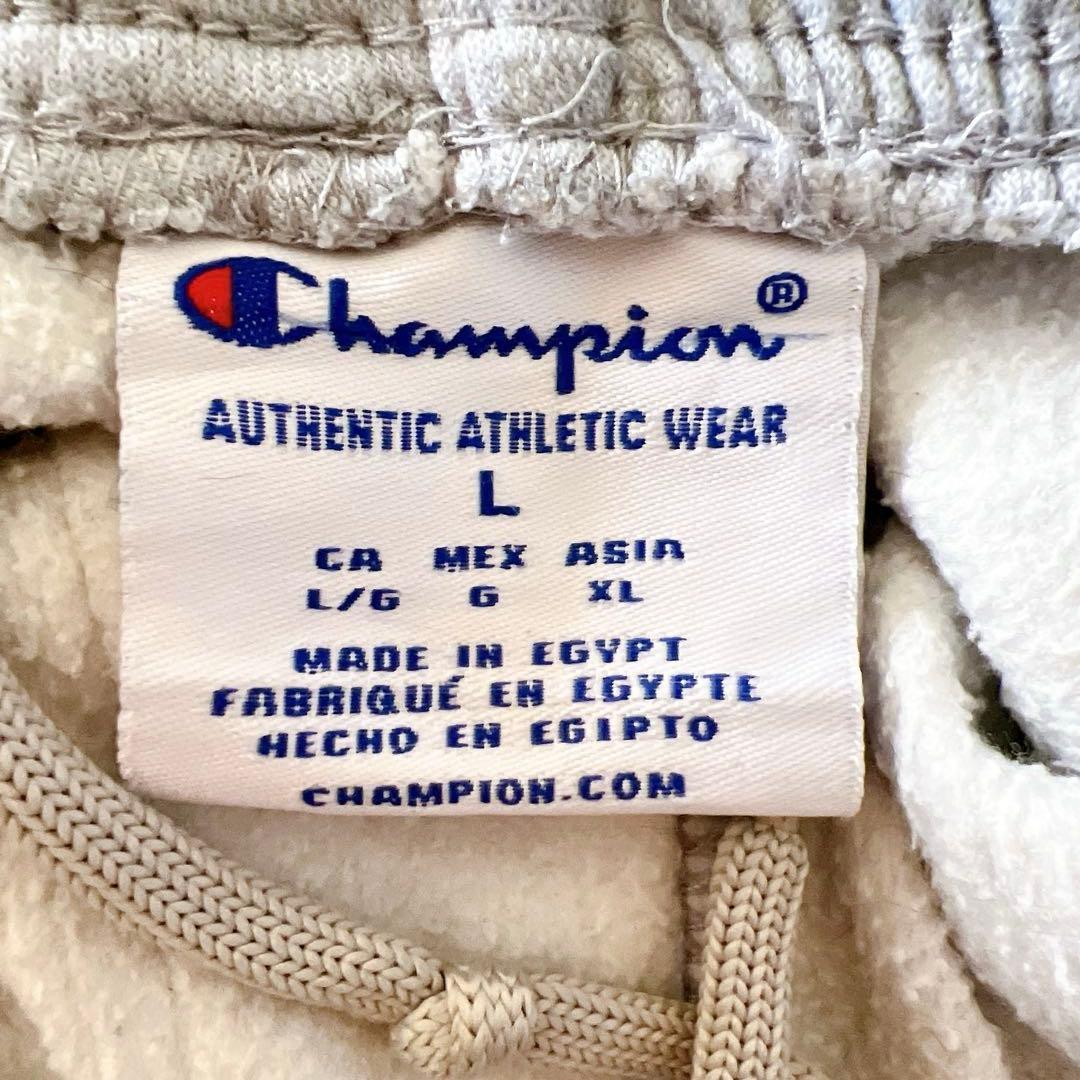 Champion®
AUTHENTIC ATHLETIC WEAR
L
CA MEX ASIA
L/G G XL
MADE IN EGYPT
FABRIQUÉ EN EGYPTE
HECHO EN EGIPTO
CHAMPION.COM